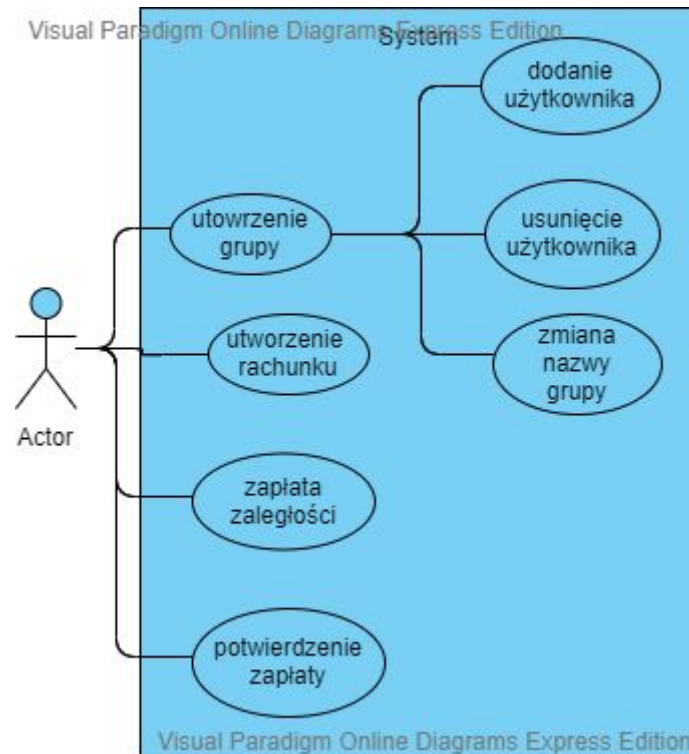 Visual Paradigm Online Diagrams Express Edition
System
dodanie
użytkownika
utowrzenie
grupy
usunięcie
użytkownika
utworzenie
rachunku
zmiana
nazwy
grupy
Actor
zapłata
zaległości
potwierdzenie
zapłaty
Visual Paradigm Online Diagrams Express Edition